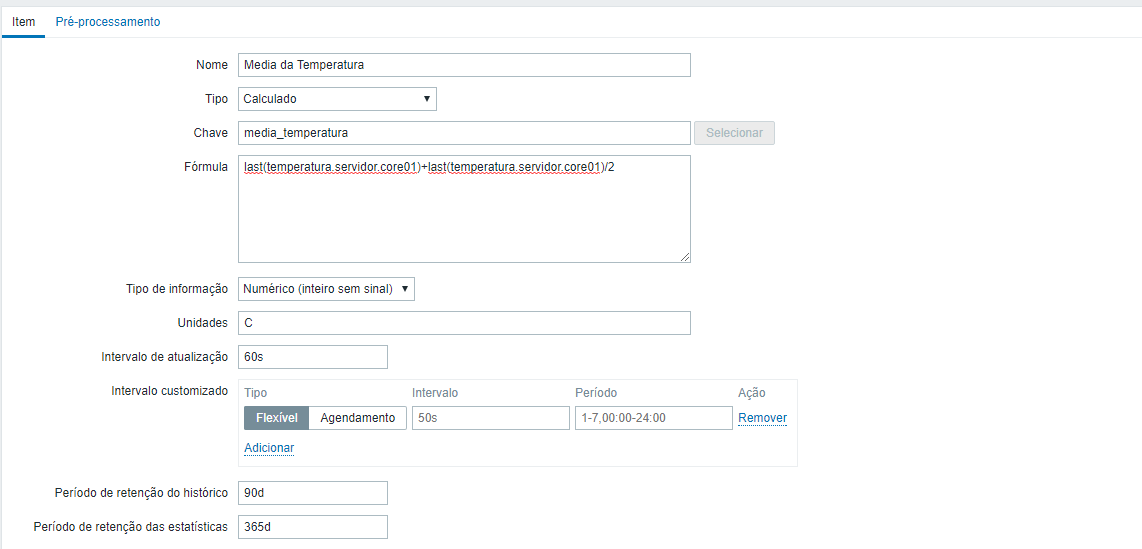 Item Pré-processamento
Nome Media da Temperatura
Tipo Calculado
Chave media_temperatura Selecionar
Fórmula last(temperatura.servidor.core01)+last(temperatura.servidor.core01)/2
Tipo de informação Numérico (inteiro sem sinal)
Unidades C
Intervalo de atualização 60s
Intervalo customizado Tipo Intervalo Período Ação
Flexível Agendamento 50s 1-7,00:00-24:00 Remover
Adicionar
Período de retenção do histórico 90d
Período de retenção das estatísticas 365d